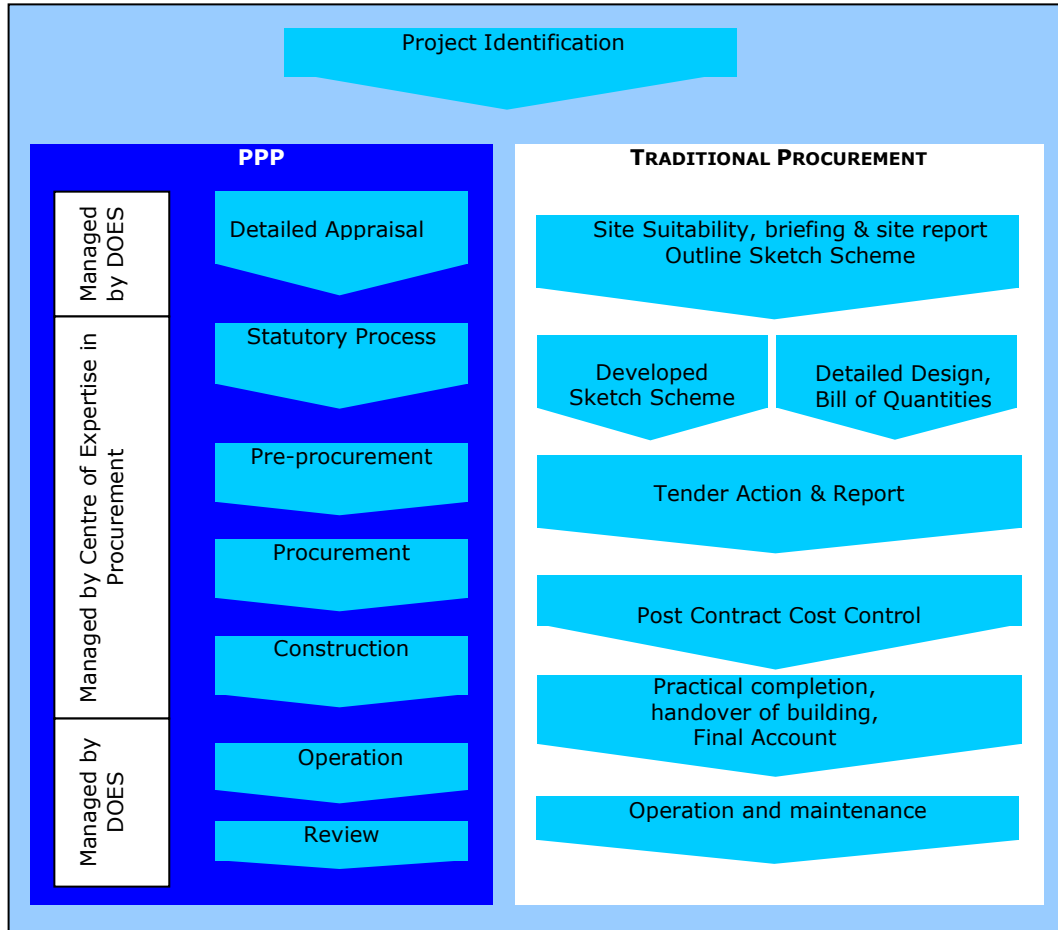 Project Identification
PPP
Managed
by DOES
Managed by Centre of Expertise in
Procurement
Managed by
DOES
Detailed Appraisal
Statutory Process
Pre-procurement
Procurement
Construction
Operation
Review
TRADITIONAL PROCUREMENT
Site Suitability, briefing & site report
Outline Sketch Scheme
Developed
Sketch Scheme
Detailed Design,
Bill of Quantities
Tender Action & Report
Post Contract Cost Control
Practical completion,
handover of building,
Final Account
Operation and maintenance